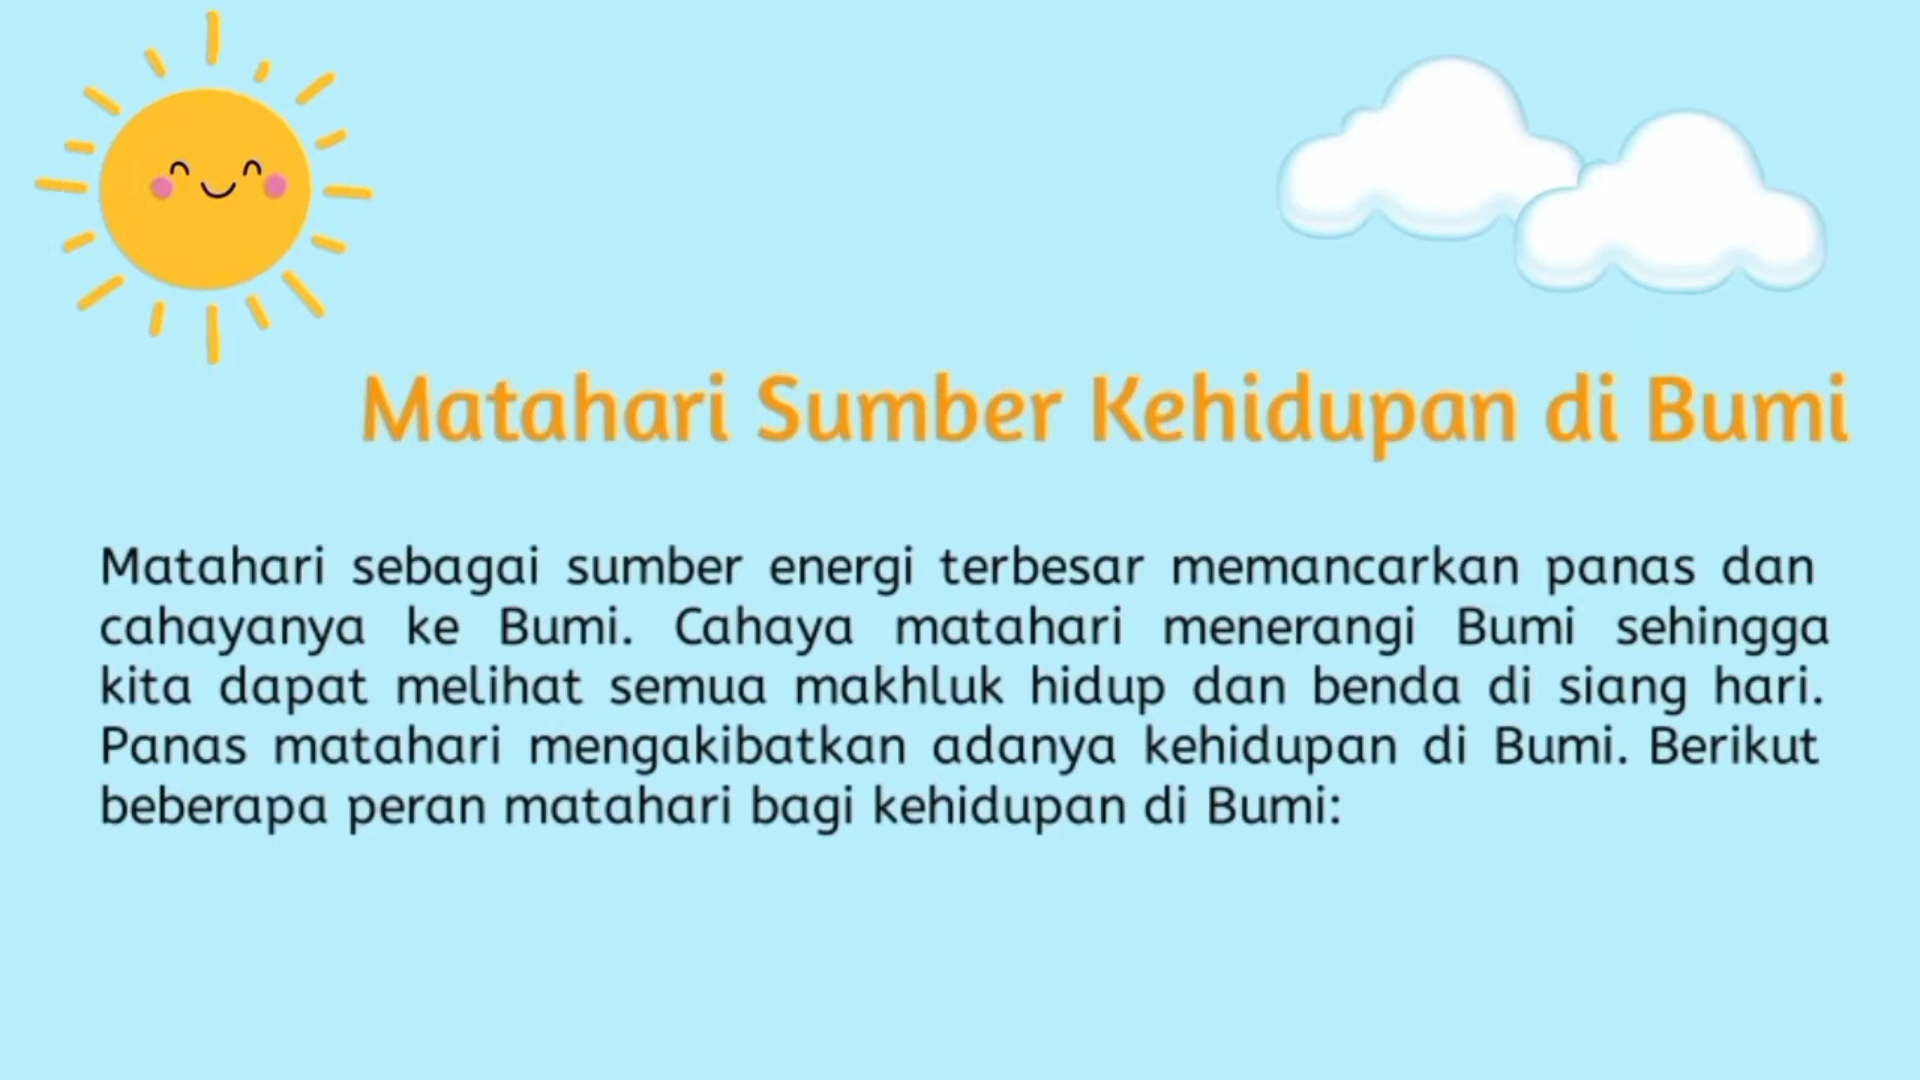 Matahari Sumber Kehidupan di Bumi
Matahari sebagai sumber energi terbesar memancarkan panas dan
cahayanya ke Bumi. Cahaya matahari menerangi Bumi sehingga
kita dapat melihat semua makhluk hidup dan benda di siang hari.
Panas matahari mengakibatkan adanya kehidupan di Bumi. Berikut
beberapa peran matahari bagi kehidupan di Bumi: